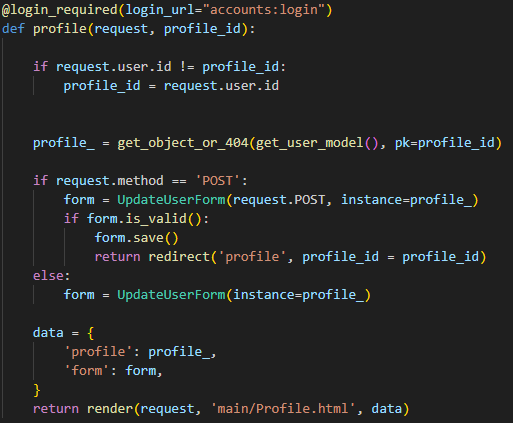 @login_required(login_url="accounts:login")
def profile(request, profile_id):
if request.user.id != profile_id:
profile_id = request.user.id
profile_ = get_object_or_404(get_user_model(), pk=profile_id)
if request.method == 'POST':
form = UpdateUserForm(request.POST, instance=profile_)
if form.is_valid():
form.save()
return redirect('profile', profile_id = profile_id)
else:
form = UpdateUserForm(instance=profile_)
data = {
'profile': profile_,
'form': form,
}
return render(request, 'main/Profile.html', data)